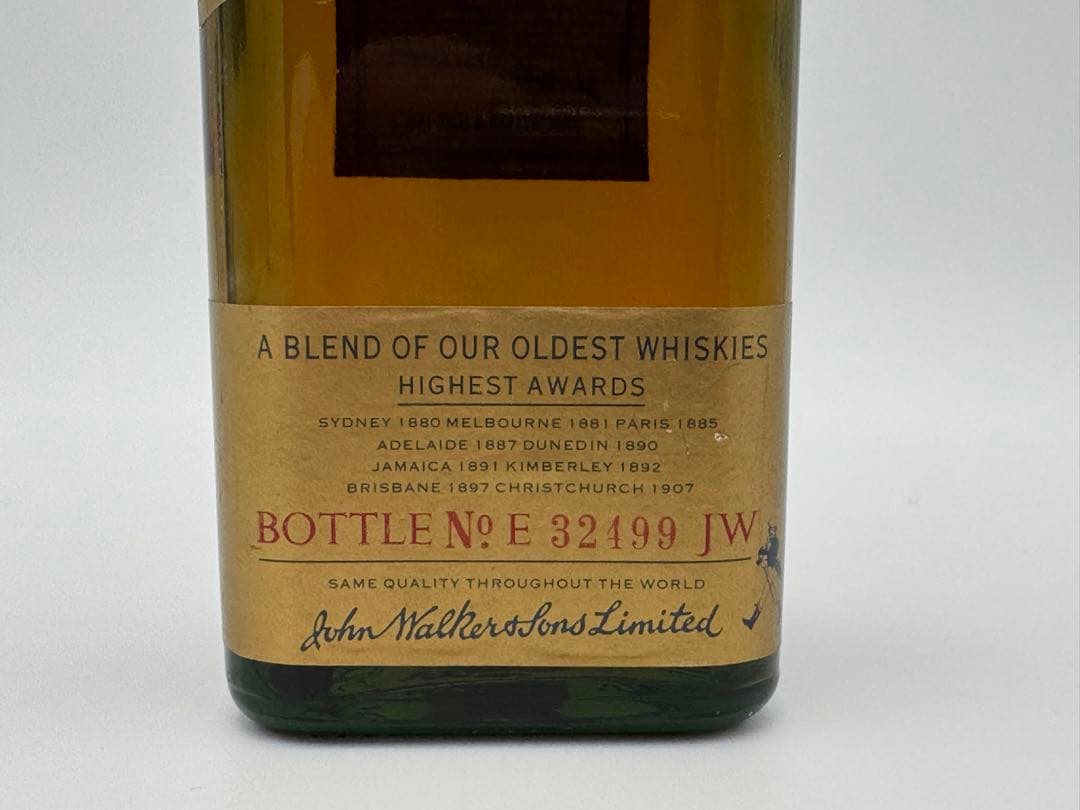 A BLEND OF OUR OLDEST WHISKIES
HIGHEST AWARDS
SYDNEY 1880 MELBOURNE 1881 PARIS 1885
ADELAIDE 1887 DUNEDIN 1890
JAMAICA 1891 KIMBERLEY 1892
BRISBANE 1897 CHRISTCHURCH 1907
BOTTLE Nº E 32499 JW
SAME QUALITY THROUGHOUT THE WORLD
John Walker & Sons Limited